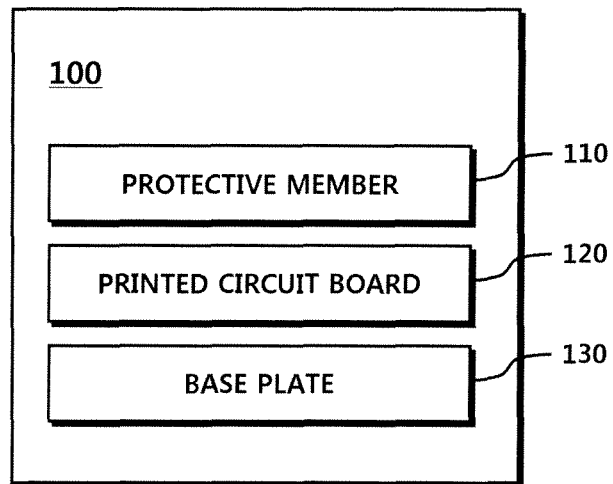 100
PROTECTIVE MEMBER
110
PRINTED CIRCUIT BOARD
120
BASE PLATE
130